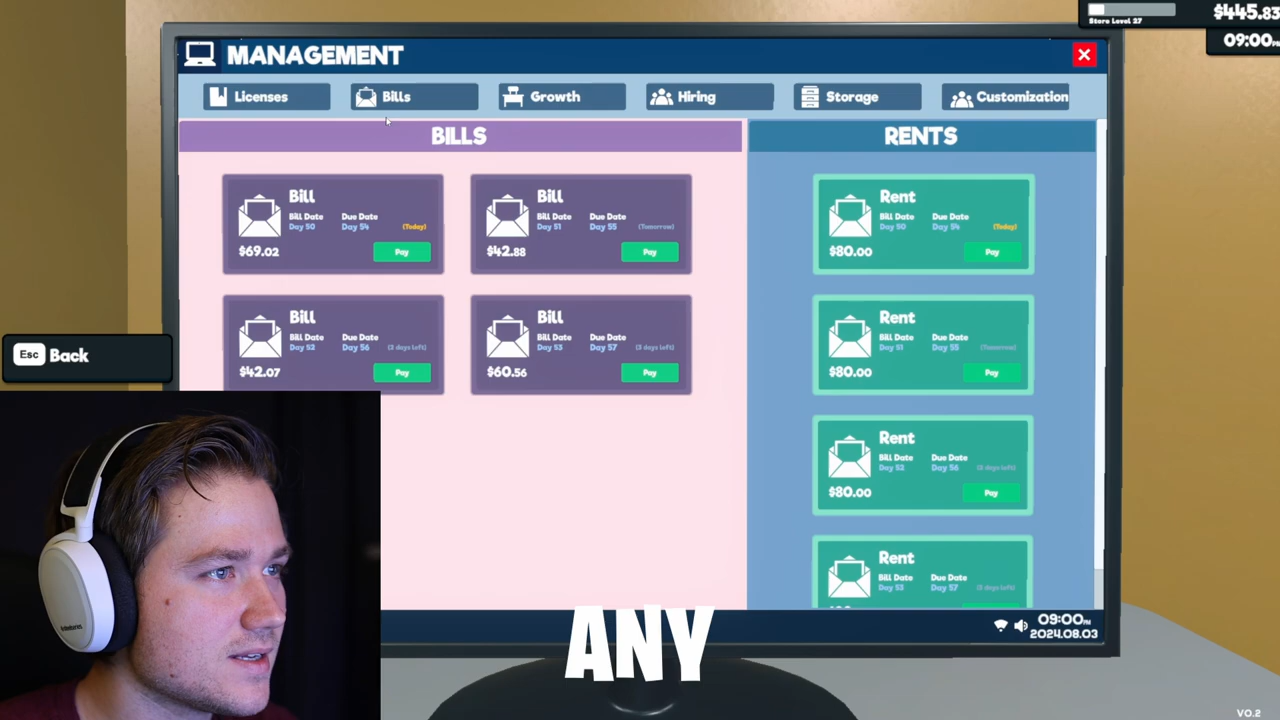 $445.83
Store Level 27
09:00PM
MANAGEMENT
Licenses
Bills
Growth
Hiring
Storage
Customization
BILLS
RENTS
Bill
Bill Date
Due Date
Day 50
Day 54
(Today)
$69.02
Pay
Bill
Bill Date
Due Date
Day 51
Day 55
(Tomorrow)
$42.88
Pay
Rent
Bill Date
Due Date
Day 50
Day 54
(Today)
$80.00
Pay
Bill
Bill Date
Due Date
Day 52
Day 56
(2 days left)
$42.07
Pay
Bill
Bill Date
Due Date
Day 53
Day 57
(3 days left)
$60.56
Pay
Rent
Bill Date
Due Date
Day 51
Day 55
(Tomorrow)
$80.00
Pay
Esc Back
Rent
Bill Date
Due Date
Day 52
Day 56
(2 days left)
$80.00
Pay
Rent
Bill Date
Due Date
Day 53
Day 57
(3 days left)
ANY
09:00PM
2024.08.03
V0.2